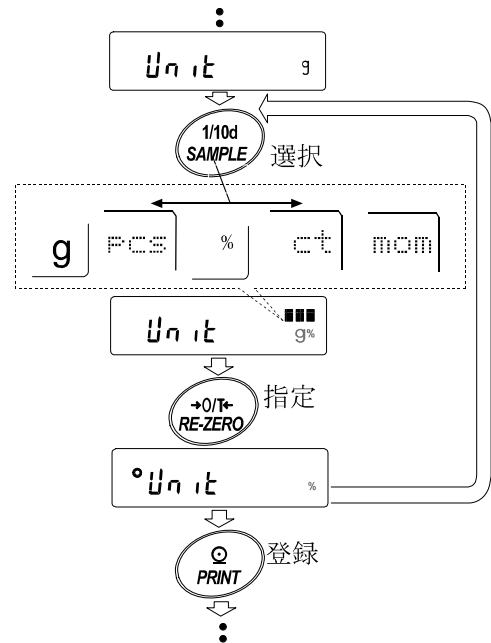 Unit g
1/10d
SAMPLE 選択
g pcs % ct mom
Unit g%
→0/T←
RE-ZERO 指定
Unit %
PRINT 登録